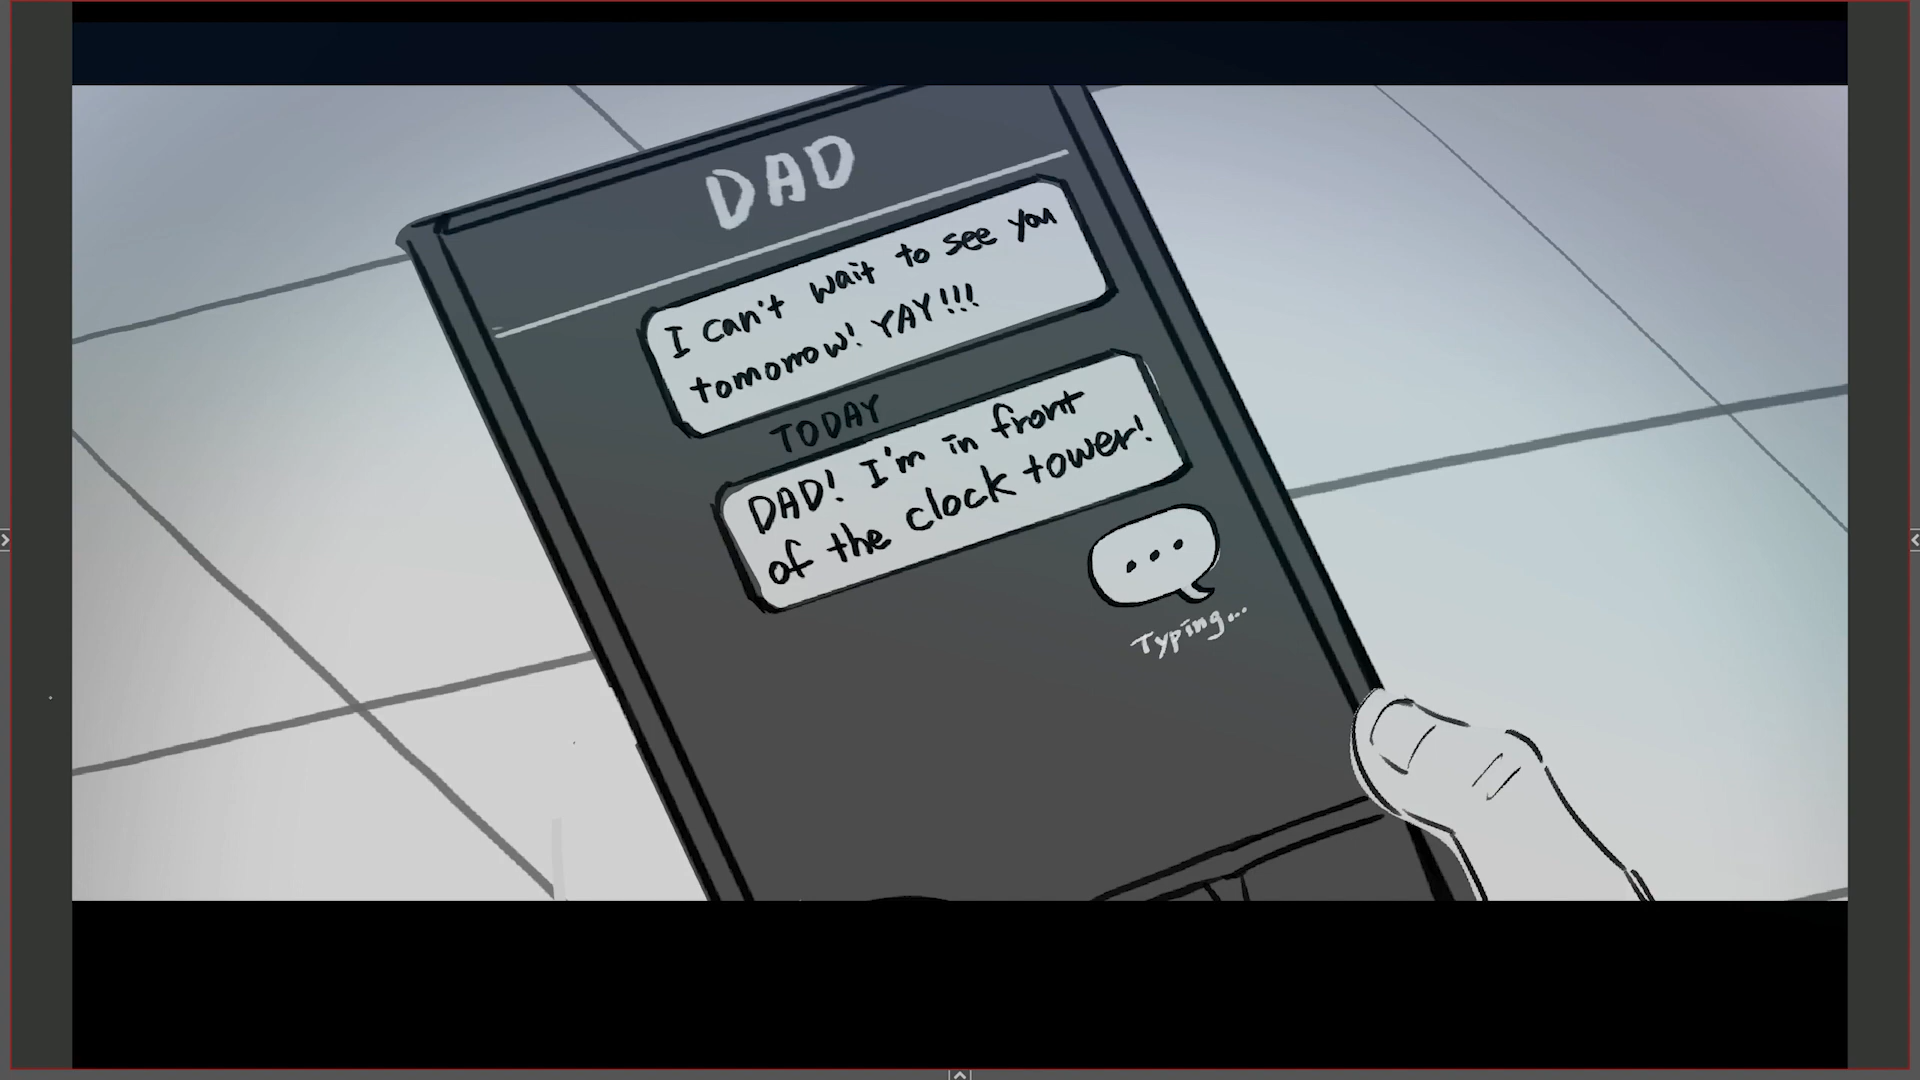 DAD
I can't wait to see you
tomorrow! YAY!!!
TODAY
DAD! I'm in front
of the clock tower!
...
Typing...